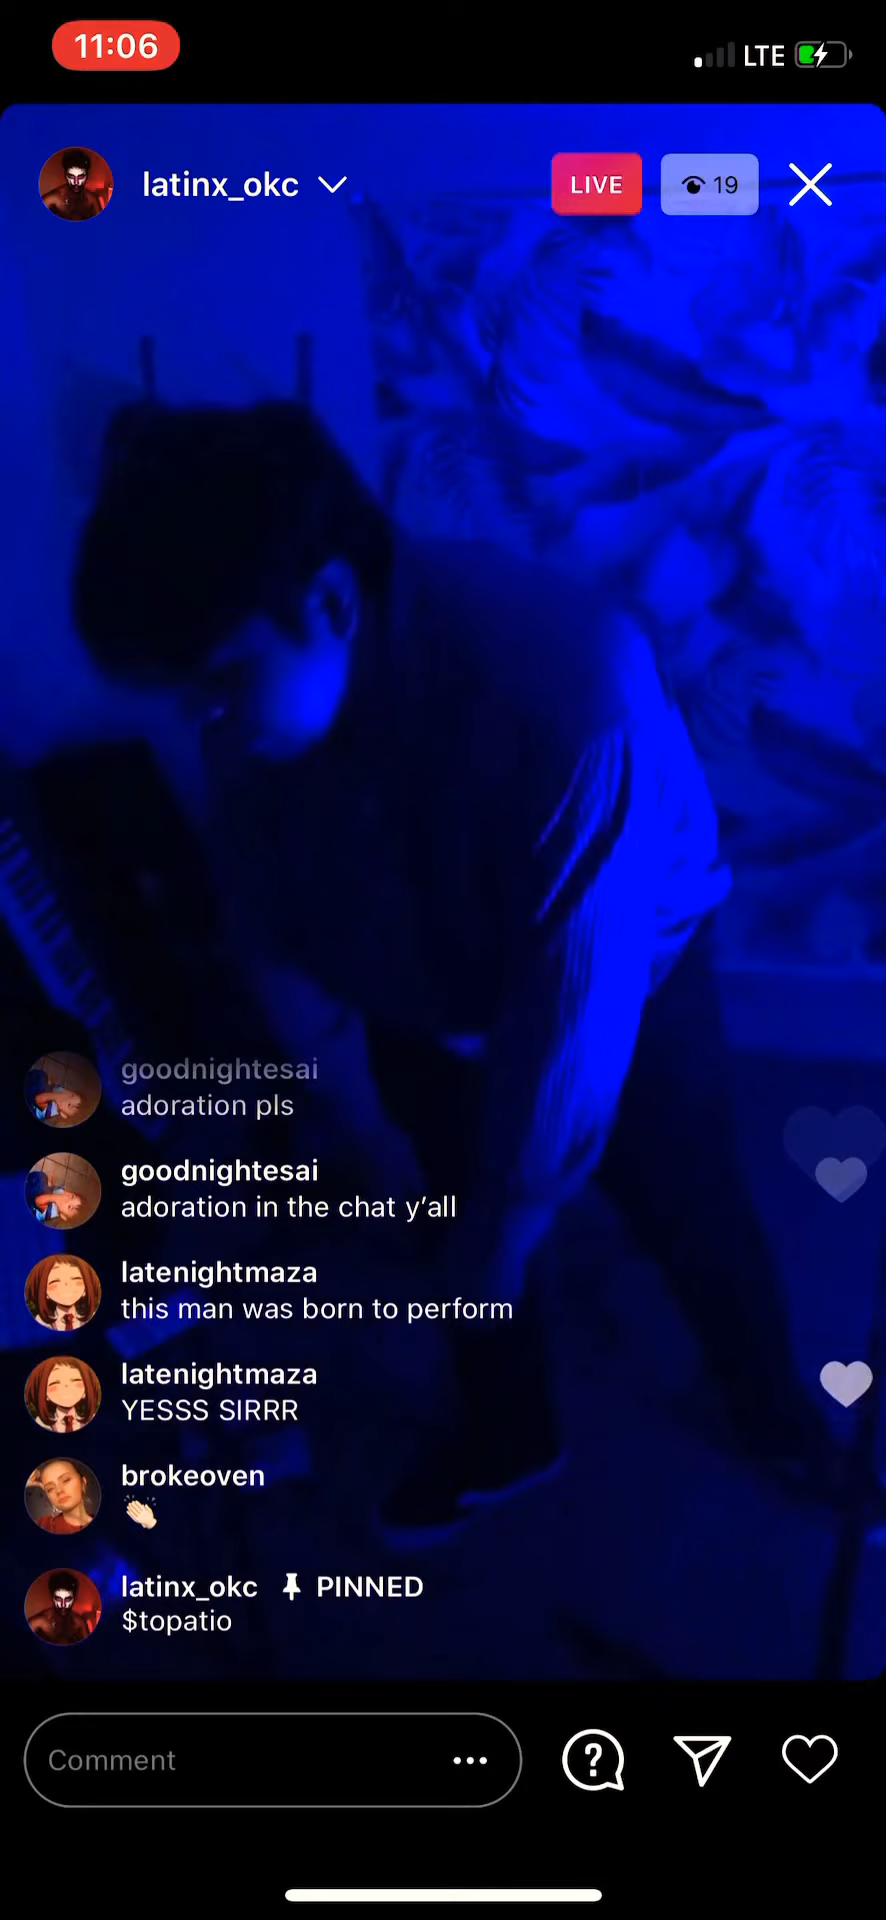 11:06
LTE
latinx_okc
LIVE
19
goodnightesai
adoration pls
goodnightesai
adoration in the chat y’all
latenightmaza
this man was born to perform
latenightmaza
YESSS SIRRR
brokeoven
👏🏻
latinx_okc PINNED
$topatio
Comment
?